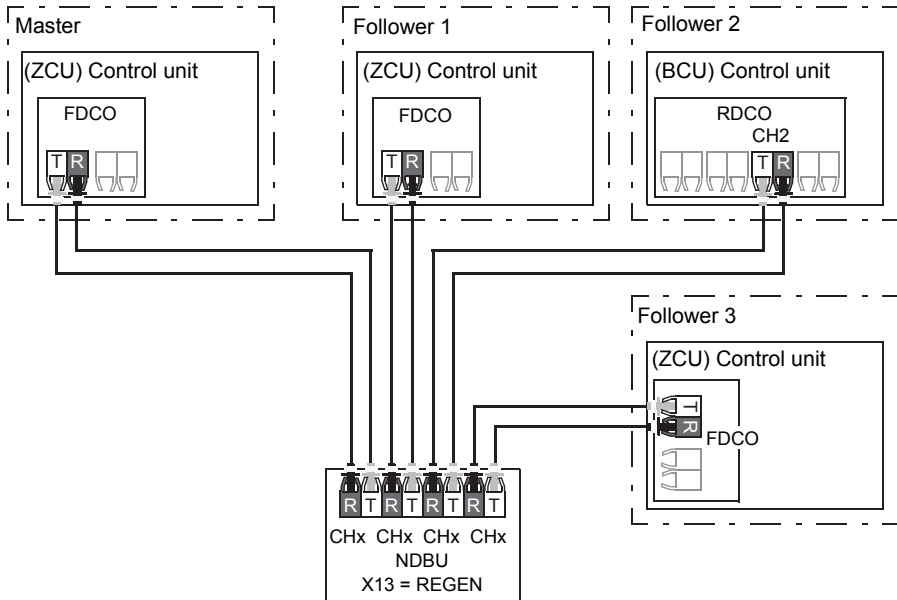 Master
(ZCU) Control unit
FDCO
T R
Follower 1
(ZCU) Control unit
FDCO
T R
Follower 2
(BCU) Control unit
RDCO
CH2
T R
Follower 3
(ZCU) Control unit
T
R
FDCO
R T R T R T R T
CHx CHx CHx CHx
NDBU
X13 = REGEN